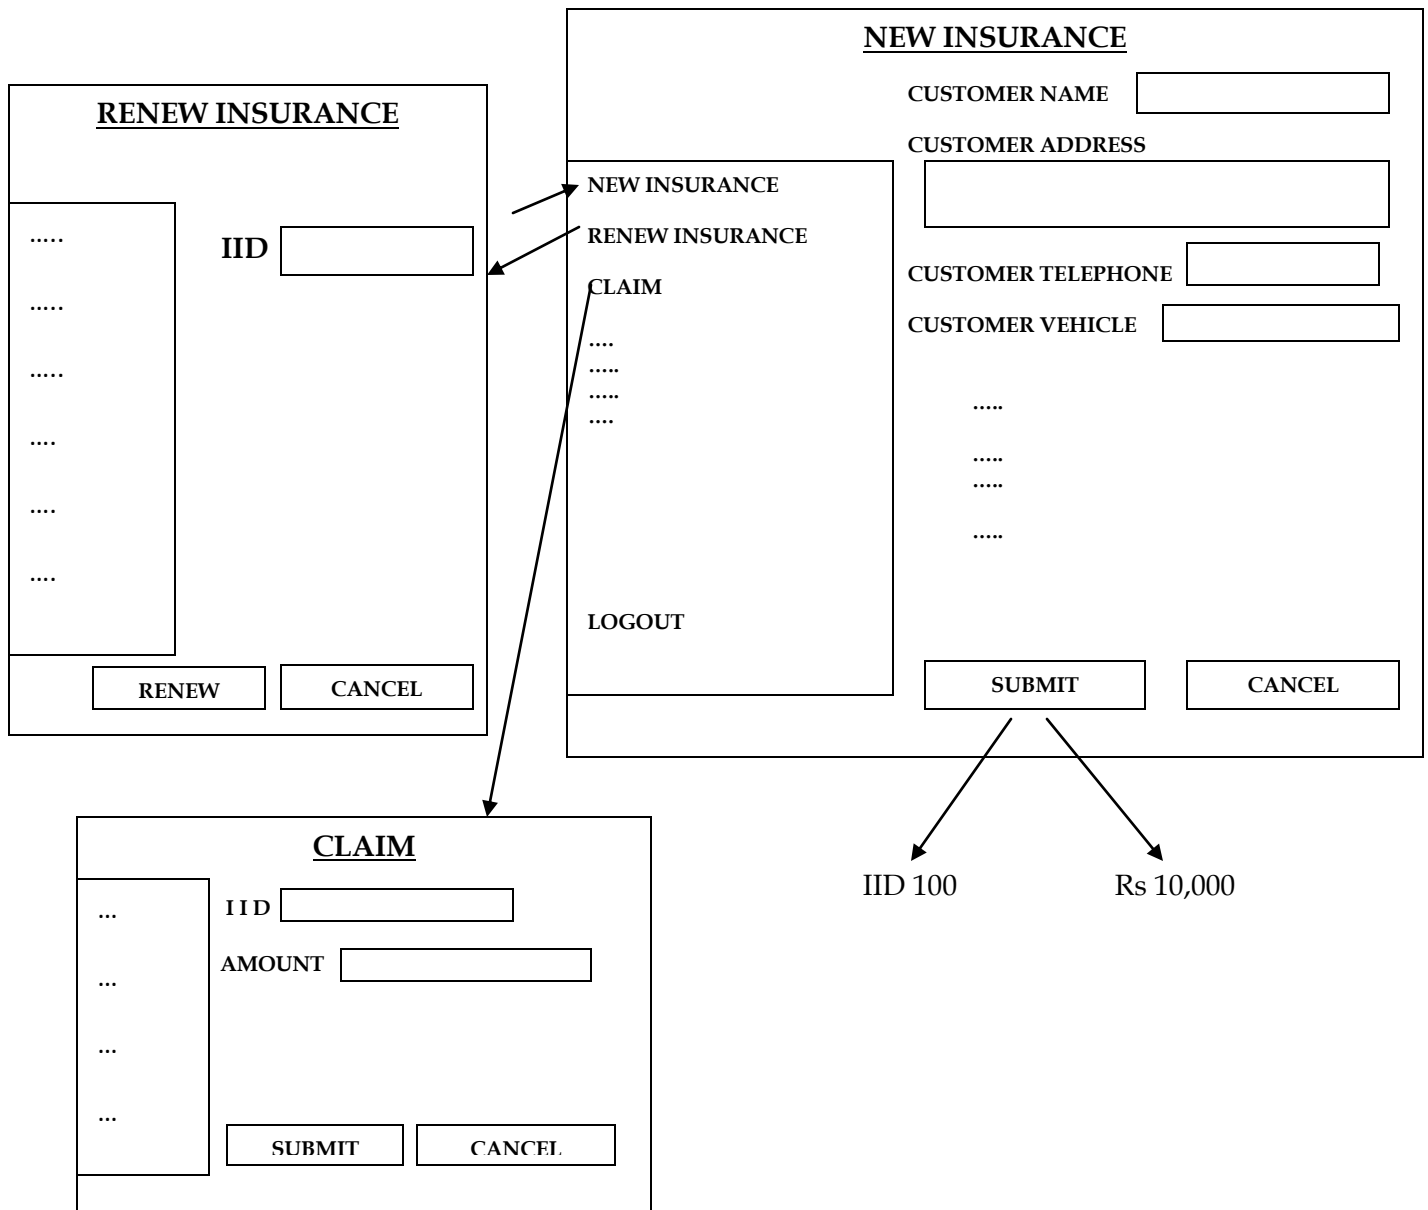 NEW INSURANCE
CUSTOMER NAME
CUSTOMER ADDRESS
NEW INSURANCE
RENEW INSURANCE
CLAIM
....
.....
.....
....
LOGOUT
CUSTOMER TELEPHONE
CUSTOMER VEHICLE
.....
.....
.....
.....
SUBMIT
CANCEL
IID 100
Rs 10,000
RENEW INSURANCE
.....
.....
.....
....
....
....
IID
RENEW
CANCEL
CLAIM
...
...
...
...
I I D
AMOUNT
SUBMIT
CANCEL